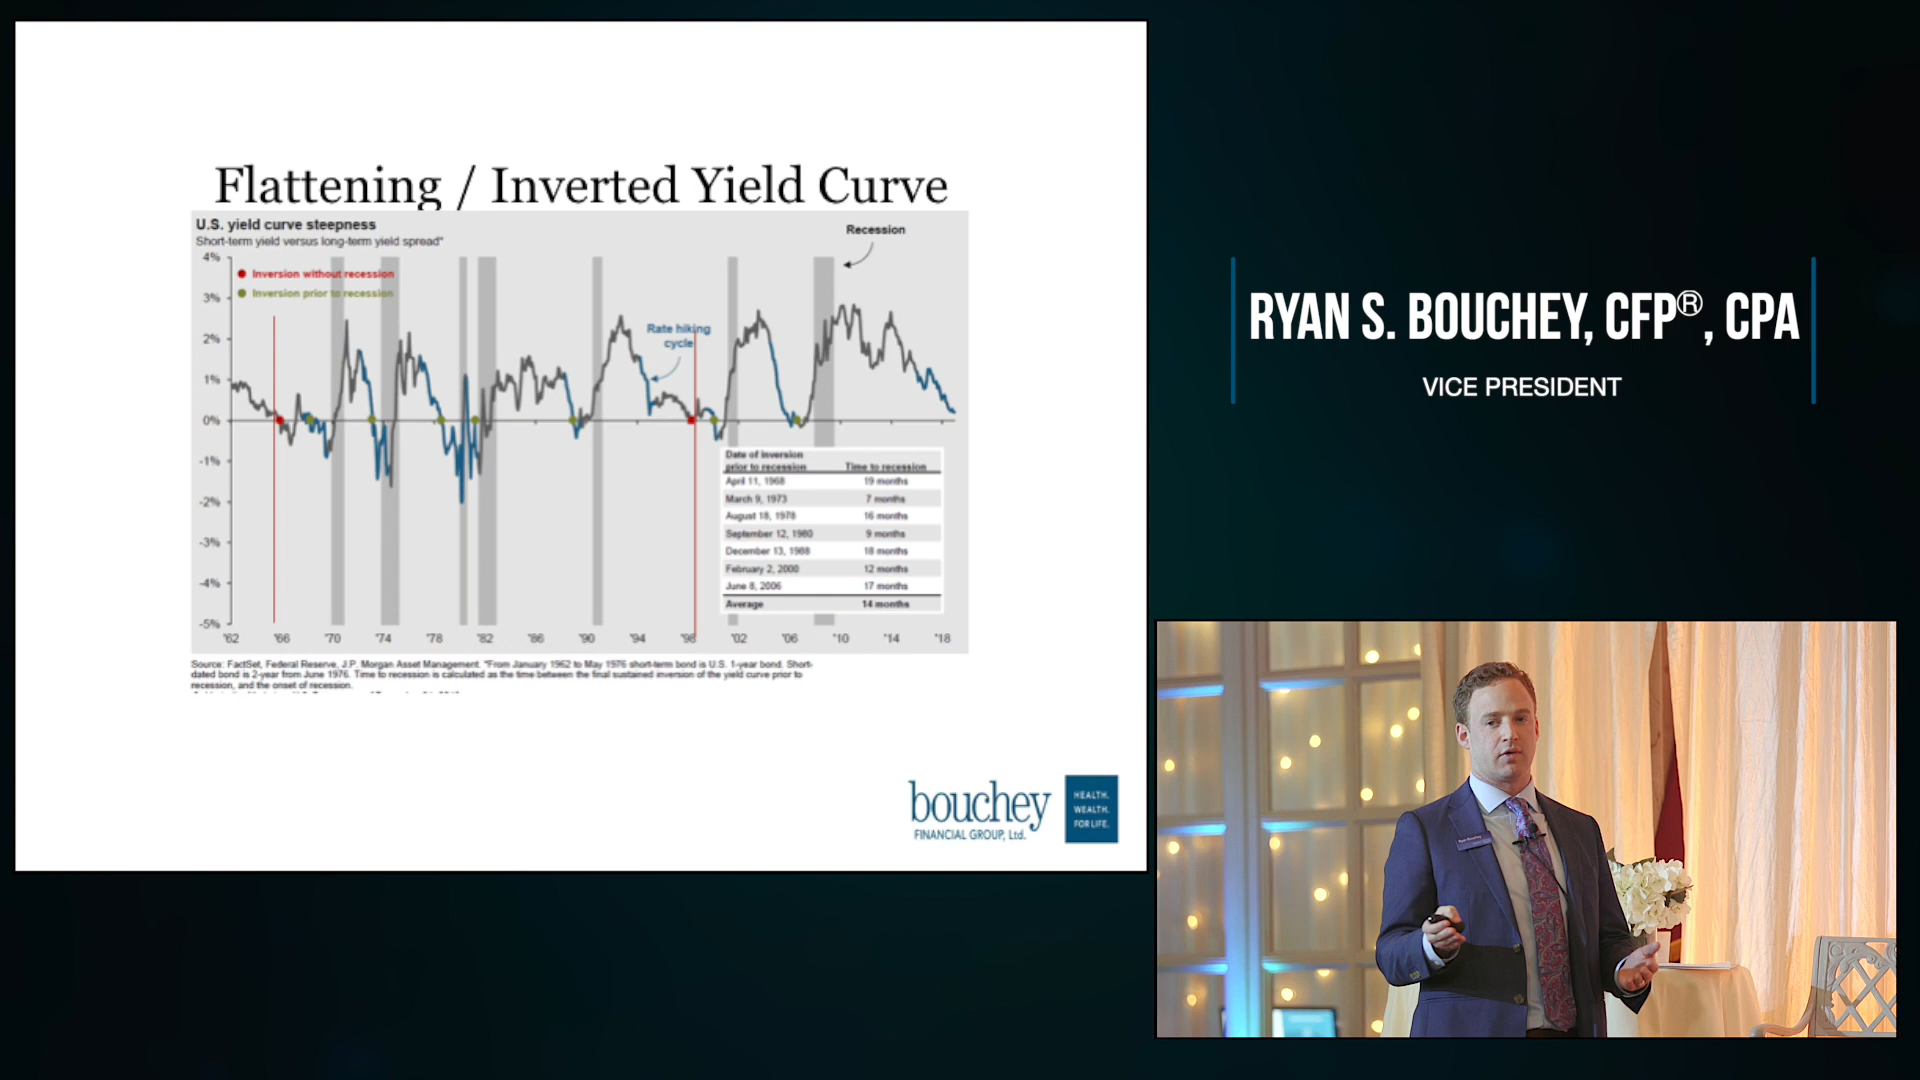 Flattening / Inverted Yield Curve
U.S. yield curve steepness
Short-term yield versus long-term yield spread*
Recession
4%
Inversion without recession
Inversion prior to recession
3%
Rate hiking
cycle
2%
1%
0%
-1%
-2%
-3%
-4%
-5%
Date of inversion
prior to recession Time to recession
April 11, 1968 19 months
March 9, 1973 7 months
August 18, 1978 16 months
September 12, 1980 9 months
December 13, 1988 18 months
February 2, 2000 12 months
June 8, 2006 17 months
Average 14 months
'62 '66 '70 '74 '78 '82 '86 '90 '94 '98 '02 '06 '10 '14 '18
Source: FactSet, Federal Reserve, J.P. Morgan Asset Management. *From January 1962 to May 1976 short-term bond is U.S. 1-year bond. Short-
dated bond is 2-year from June 1976. Time to recession is calculated as the time between the final sustained inversion of the yield curve prior to
recession, and the onset of recession.
bouchey
FINANCIAL GROUP, Ltd.
HEALTH.
WEALTH.
FOR LIFE.
RYAN S. BOUCHEY, CFP®, CPA
VICE PRESIDENT